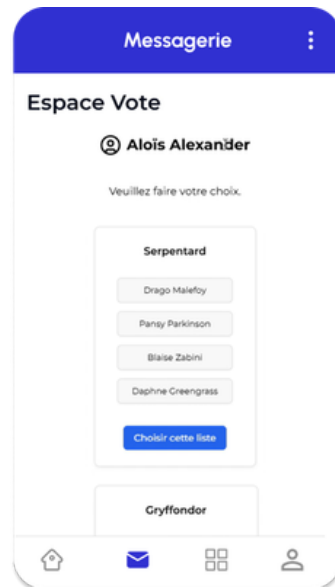 Messagerie
Espace Vote
Aloïs Alexander
Veuillez faire votre choix.
Serpentard
Drago Malefoy
Pansy Parkinson
Blaise Zabini
Daphne Greengrass
Choisir cette liste
Gryffondor